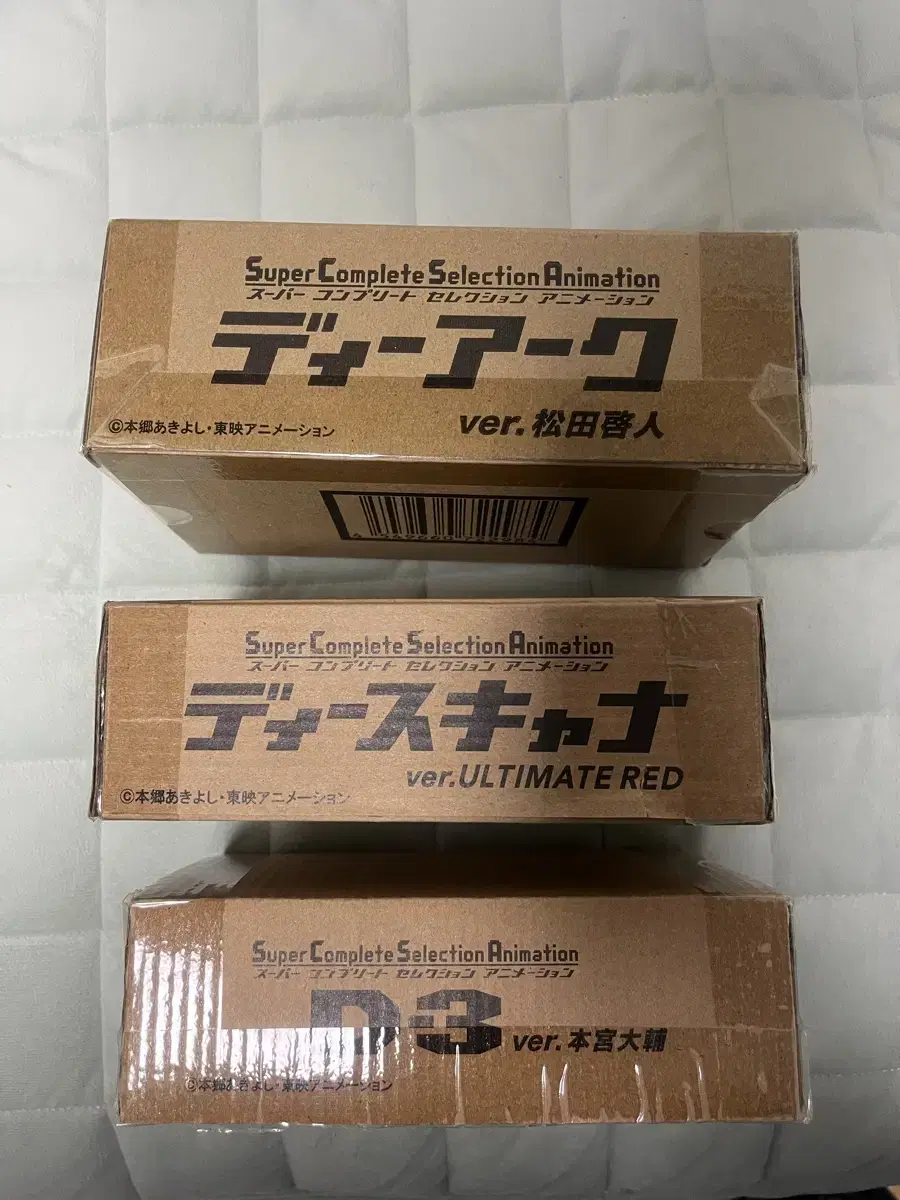 Super Complete Selection Animation
スーパー コンプリート セレクション アニメーション
ディーアーク
ver.松田啓人
©本郷あきよし・東映アニメーション
Super Complete Selection Animation
スーパー コンプリート セレクション アニメーション
ディースキャナ
ver.ULTIMATE RED
©本郷あきよし・東映アニメーション
Super Complete Selection Animation
スーパー コンプリート セレクション アニメーション
D-3 ver.本宮大輔
©本郷あきよし・東映アニメーション